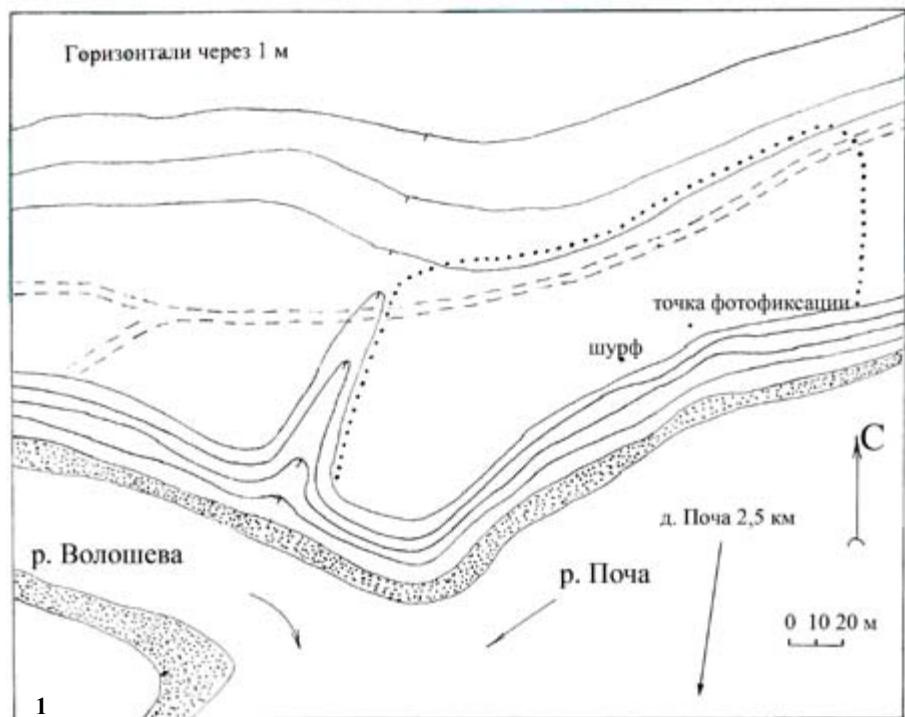 Горизонтали через 1 м
точка фотофиксации
шурф
С
д. Поча 2,5 км
р. Волошева
р. Поча
0 10 20 м
1